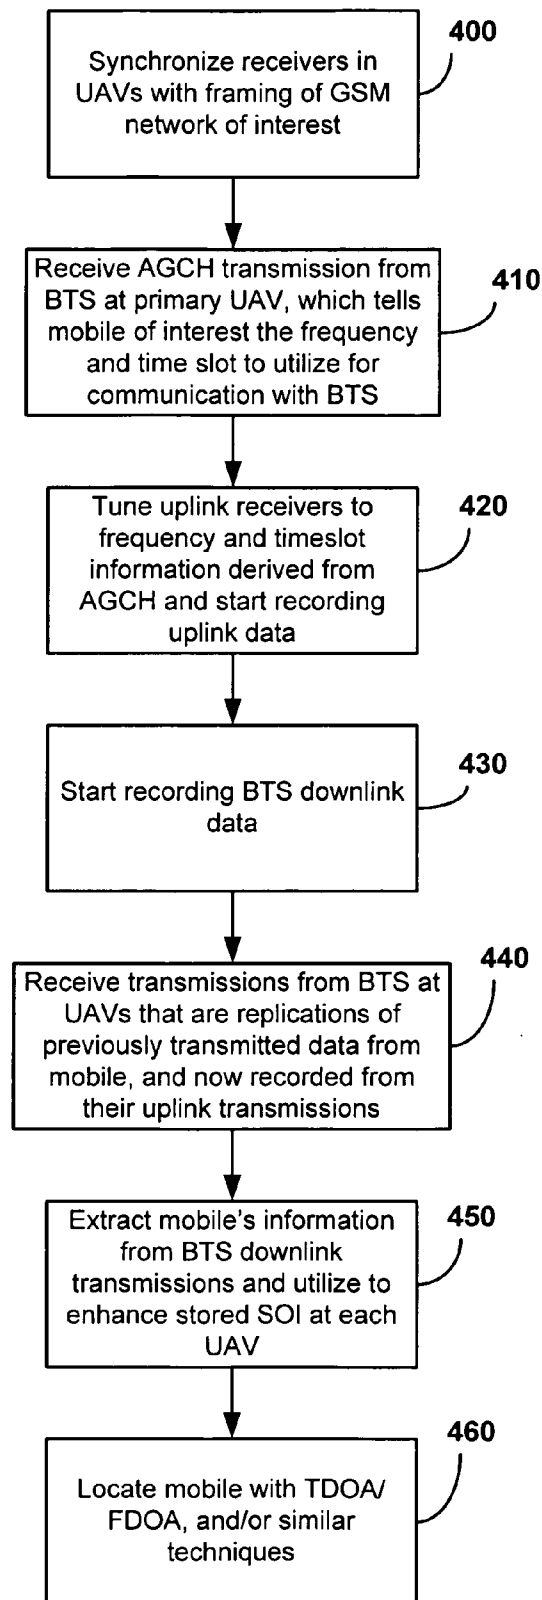 400
Synchronize receivers in
UAVs with framing of GSM
network of interest
410
Receive AGCH transmission from
BTS at primary UAV, which tells
mobile of interest the frequency
and time slot to utilize for
communication with BTS
420
Tune uplink receivers to
frequency and timeslot
information derived from
AGCH and start recording
uplink data
430
Start recording BTS downlink
data
440
Receive transmissions from BTS at
UAVs that are replications of
previously transmitted data from
mobile, and now recorded from
their uplink transmissions
450
Extract mobile's information
from BTS downlink
transmissions and utilize to
enhance stored SOI at each
UAV
460
Locate mobile with TDOA/
FDOA, and/or similar
techniques